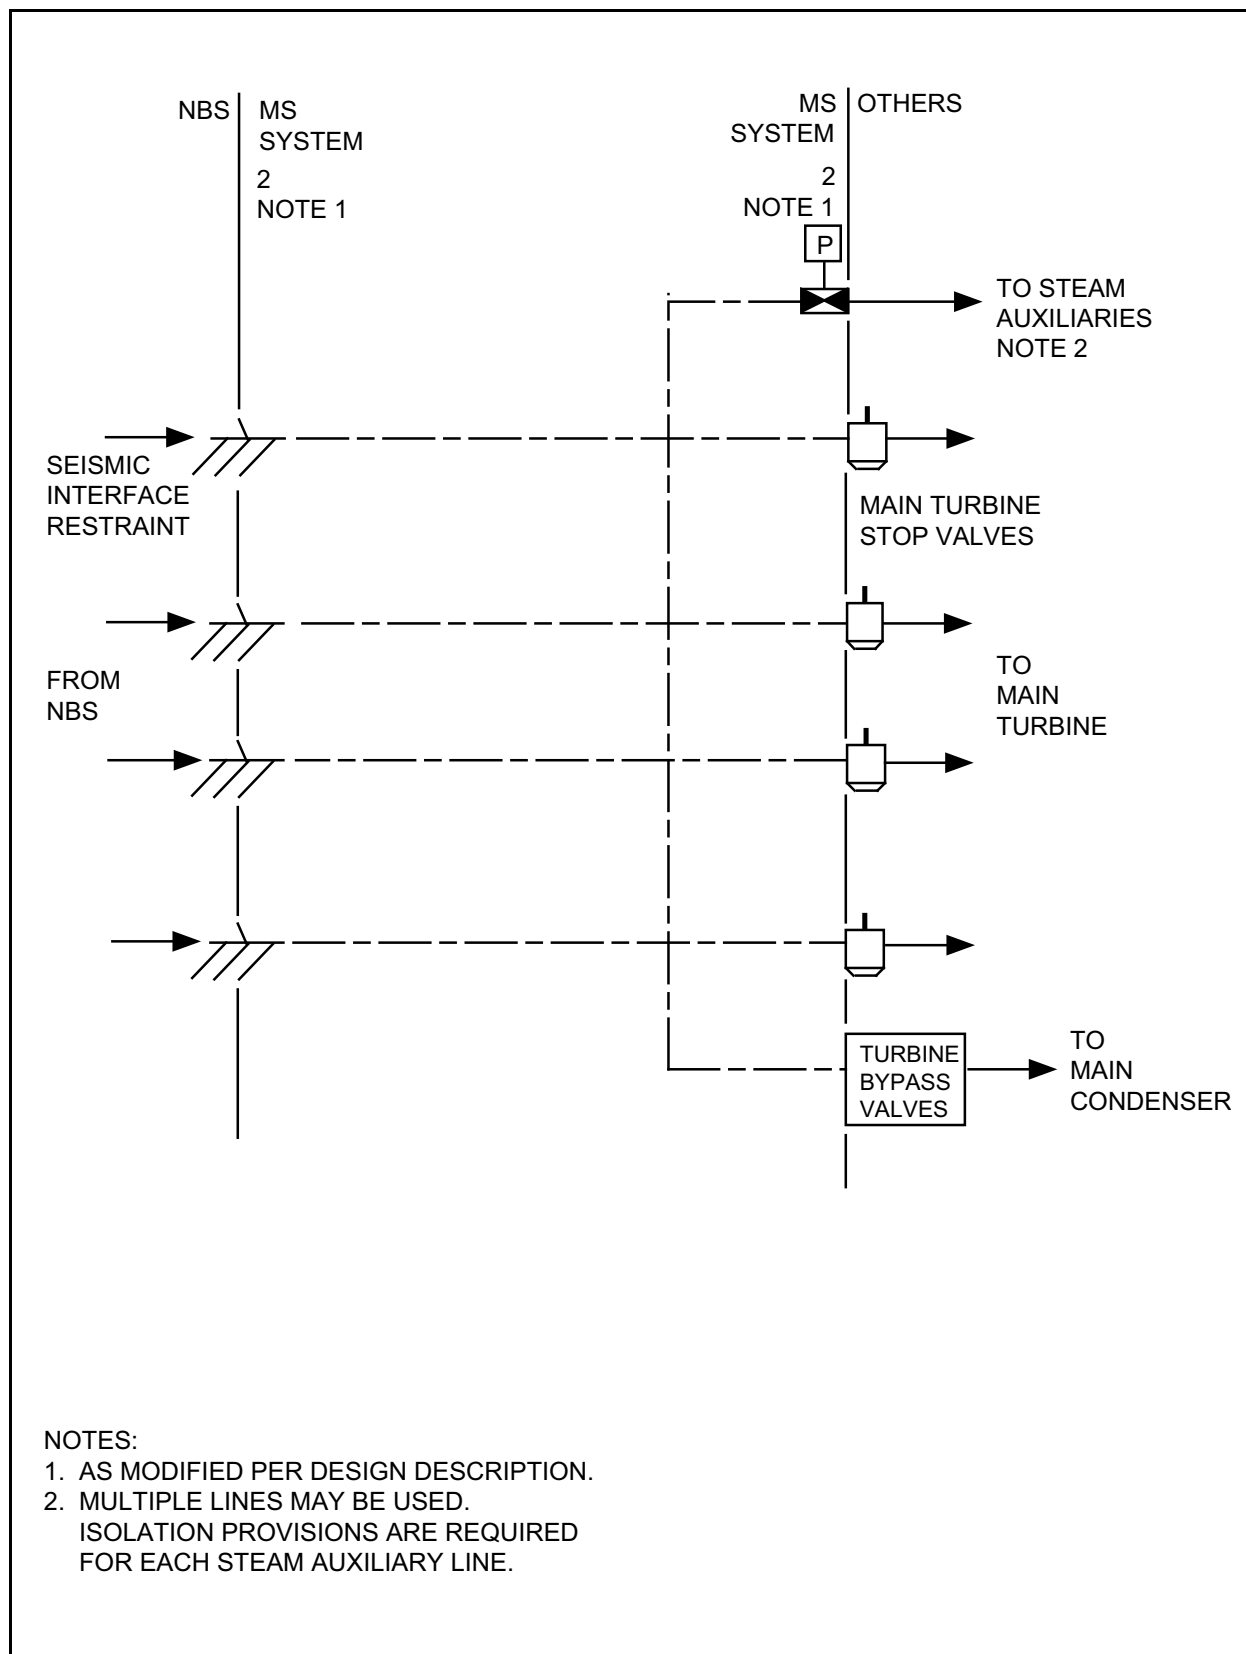 NBS
MS
SYSTEM
2
NOTE 1
MS
SYSTEM
2
NOTE 1
OTHERS
P
TO STEAM
AUXILIARIES
NOTE 2
SEISMIC
INTERFACE
RESTRAINT
MAIN TURBINE
STOP VALVES
FROM
NBS
TO
MAIN
TURBINE
TURBINE
BYPASS
VALVES
TO
MAIN
CONDENSER
NOTES:
1. AS MODIFIED PER DESIGN DESCRIPTION.
2. MULTIPLE LINES MAY BE USED.
ISOLATION PROVISIONS ARE REQUIRED
FOR EACH STEAM AUXILIARY LINE.